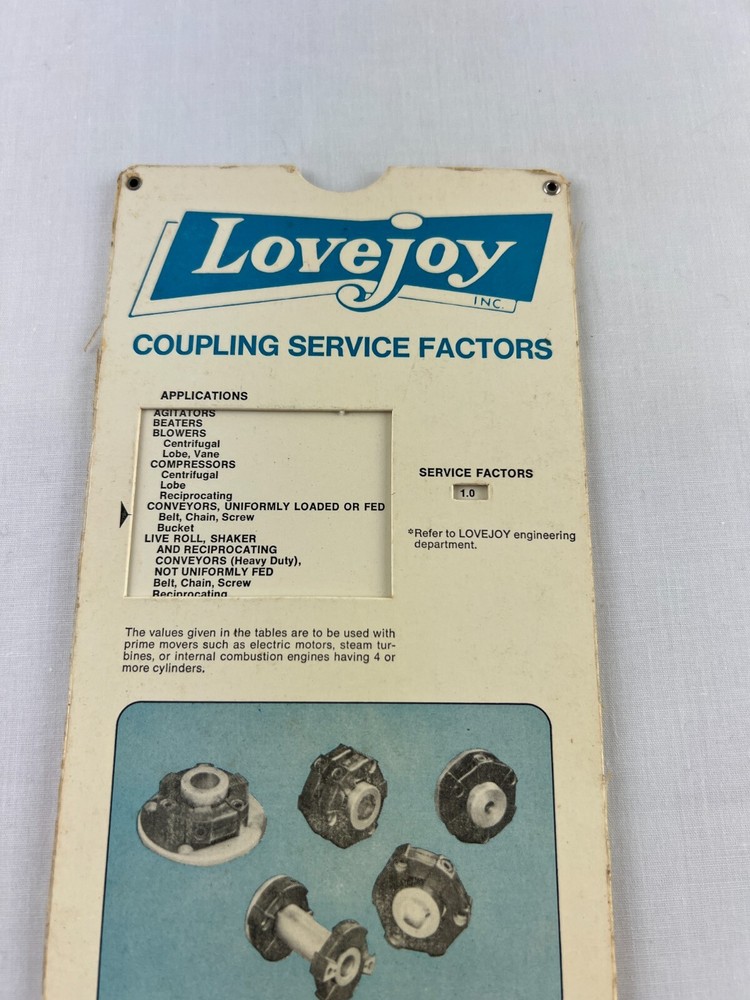 Lovejoy
INC.
COUPLING SERVICE FACTORS
APPLICATIONS
AGITATORS
BEATERS
BLOWERS
Centrifugal
Lobe, Vane
COMPRESSORS
Centrifugal
Lobe
Reciprocating
CONVEYORS, UNIFORMLY LOADED OR FED
Belt, Chain, Screw
Bucket
LIVE ROLL, SHAKER
AND RECIPROCATING
CONVEYORS (Heavy Duty),
NOT UNIFORMLY FED
Belt, Chain, Screw
Reciprocating
SERVICE FACTORS
1.0
*Refer to LOVEJOY engineering
department.
The values given in the tables are to be used with
prime movers such as electric motors, steam tur-
bines, or internal combustion engines having 4 or
more cylinders.